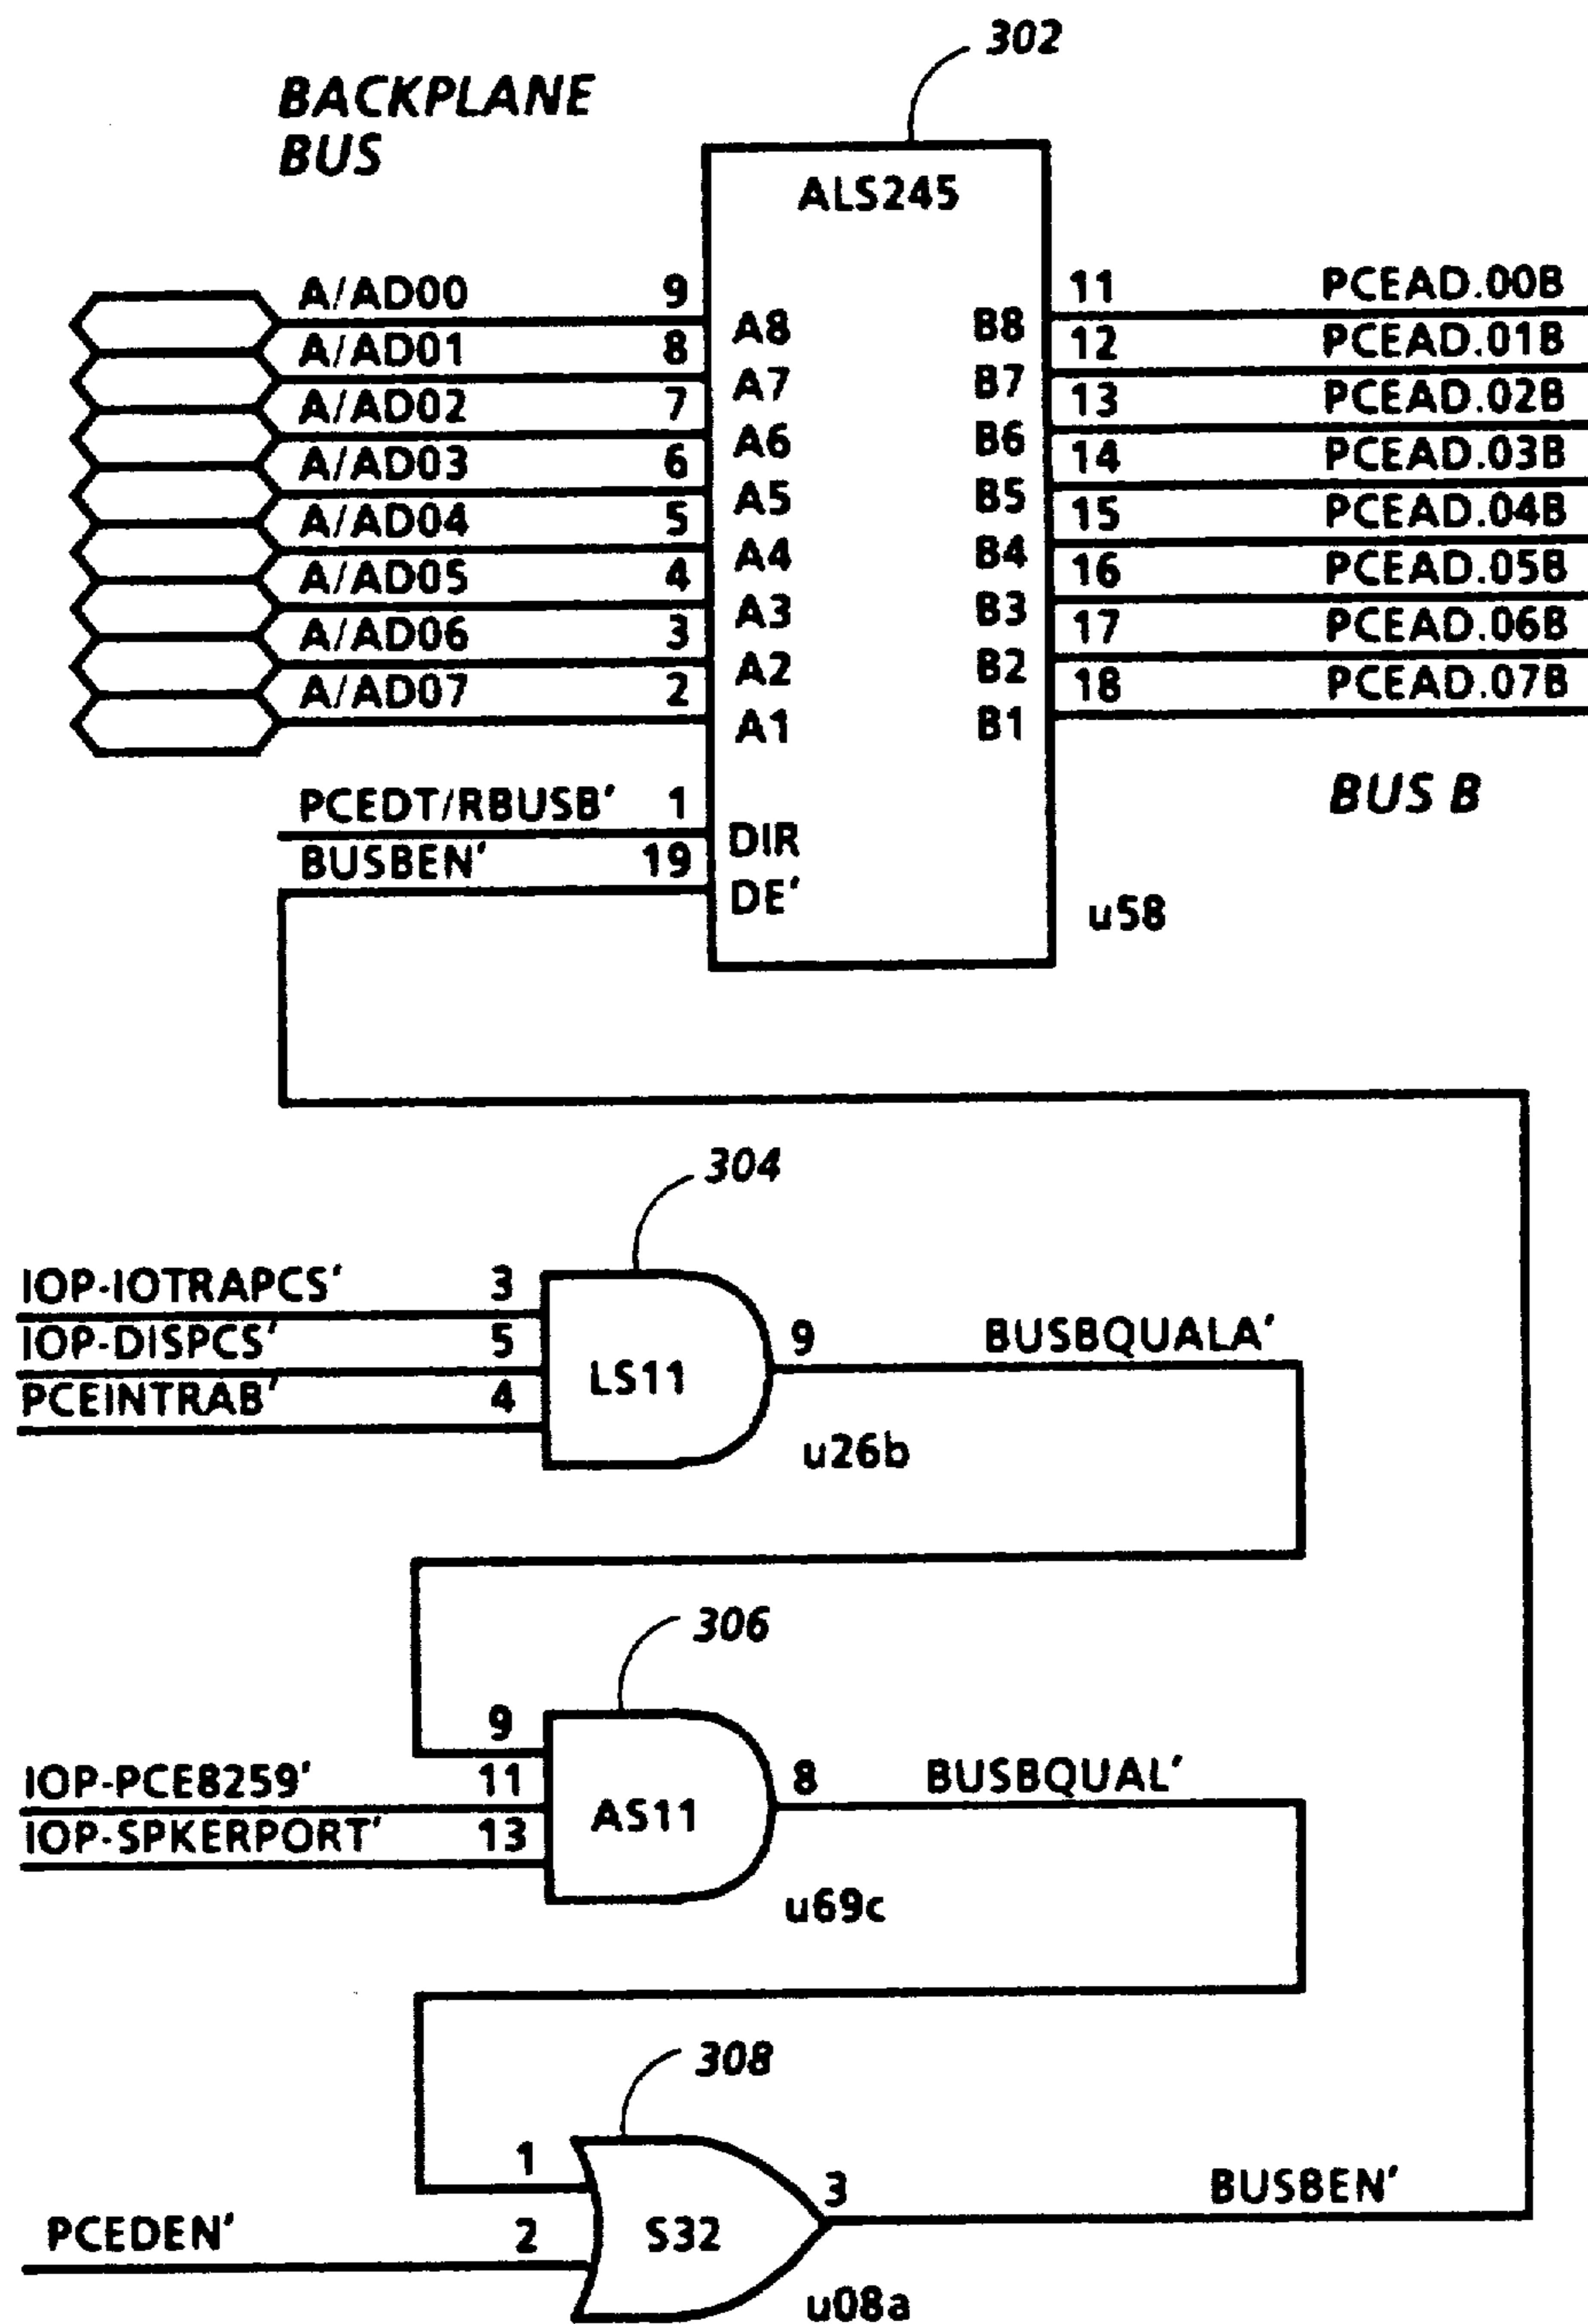 302
BACKPLANE
BUS
ALS245
A/AD00 9 A8 B8 11 PCEAD.00B
A/AD01 8 A7 B7 12 PCEAD.01B
A/AD02 7 A6 B6 13 PCEAD.02B
A/AD03 6 A5 B5 14 PCEAD.03B
A/AD04 5 A4 B4 15 PCEAD.04B
A/AD05 4 A3 B3 16 PCEAD.05B
A/AD06 3 A2 B2 17 PCEAD.06B
A/AD07 2 A1 B1 18 PCEAD.07B
BUS B
PCEDT/RBUSB' 1 DIR
BUSBEN' 19 DE'
u58
304
IOP-IOTRAPCS' 3
IOP-DISPCS' 5
PCEINTRAB' 4
LS11
9 BUSBQUALA'
u26b
306
9
IOP-PCE8259' 11
IOP-SPKERPORT' 13
AS11
8 BUSBQUAL'
u69c
308
1
PCEDEN' 2
S32
3 BUSBEN'
u08a